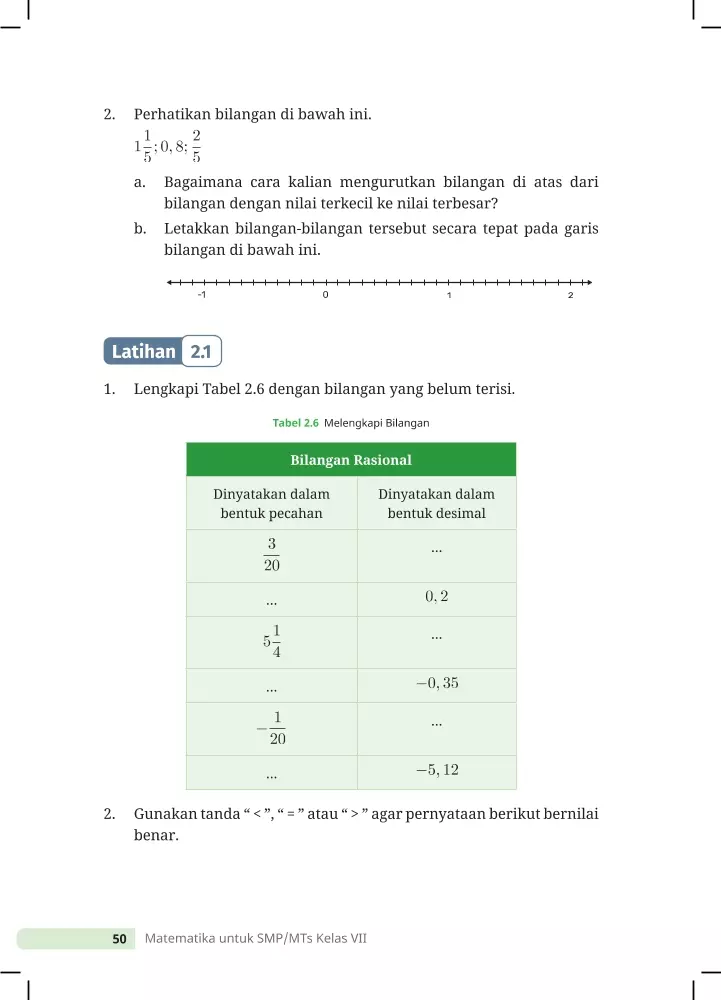 2. Perhatikan bilangan di bawah ini.
1 1/5; 0, 8; 2/5
a. Bagaimana cara kalian mengurutkan bilangan di atas dari
bilangan dengan nilai terkecil ke nilai terbesar?
b. Letakkan bilangan-bilangan tersebut secara tepat pada garis
bilangan di bawah ini.
-1 0 1 2
Latihan 2.1
1. Lengkapi Tabel 2.6 dengan bilangan yang belum terisi.
Tabel 2.6 Melengkapi Bilangan
Bilangan Rasional
Dinyatakan dalam
bentuk pecahan
Dinyatakan dalam
bentuk desimal
3/20 ...
... 0, 2
5 1/4 ...
... −0, 35
−1/20 ...
... −5, 12
2. Gunakan tanda “ < ”, “ = ” atau “ > ” agar pernyataan berikut bernilai
benar.
50 Matematika untuk SMP/MTs Kelas VII